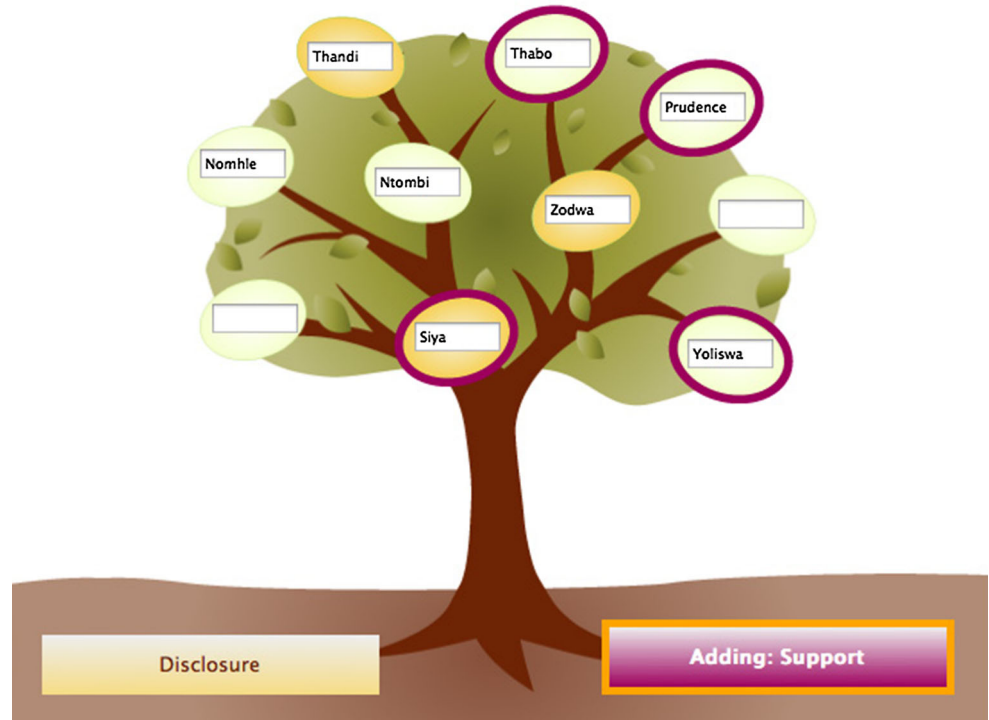 Thandi
Thabo
Prudence
Nomhle
Ntombi
Zodwa
Siya
Yoliswa
Disclosure
Adding: Support